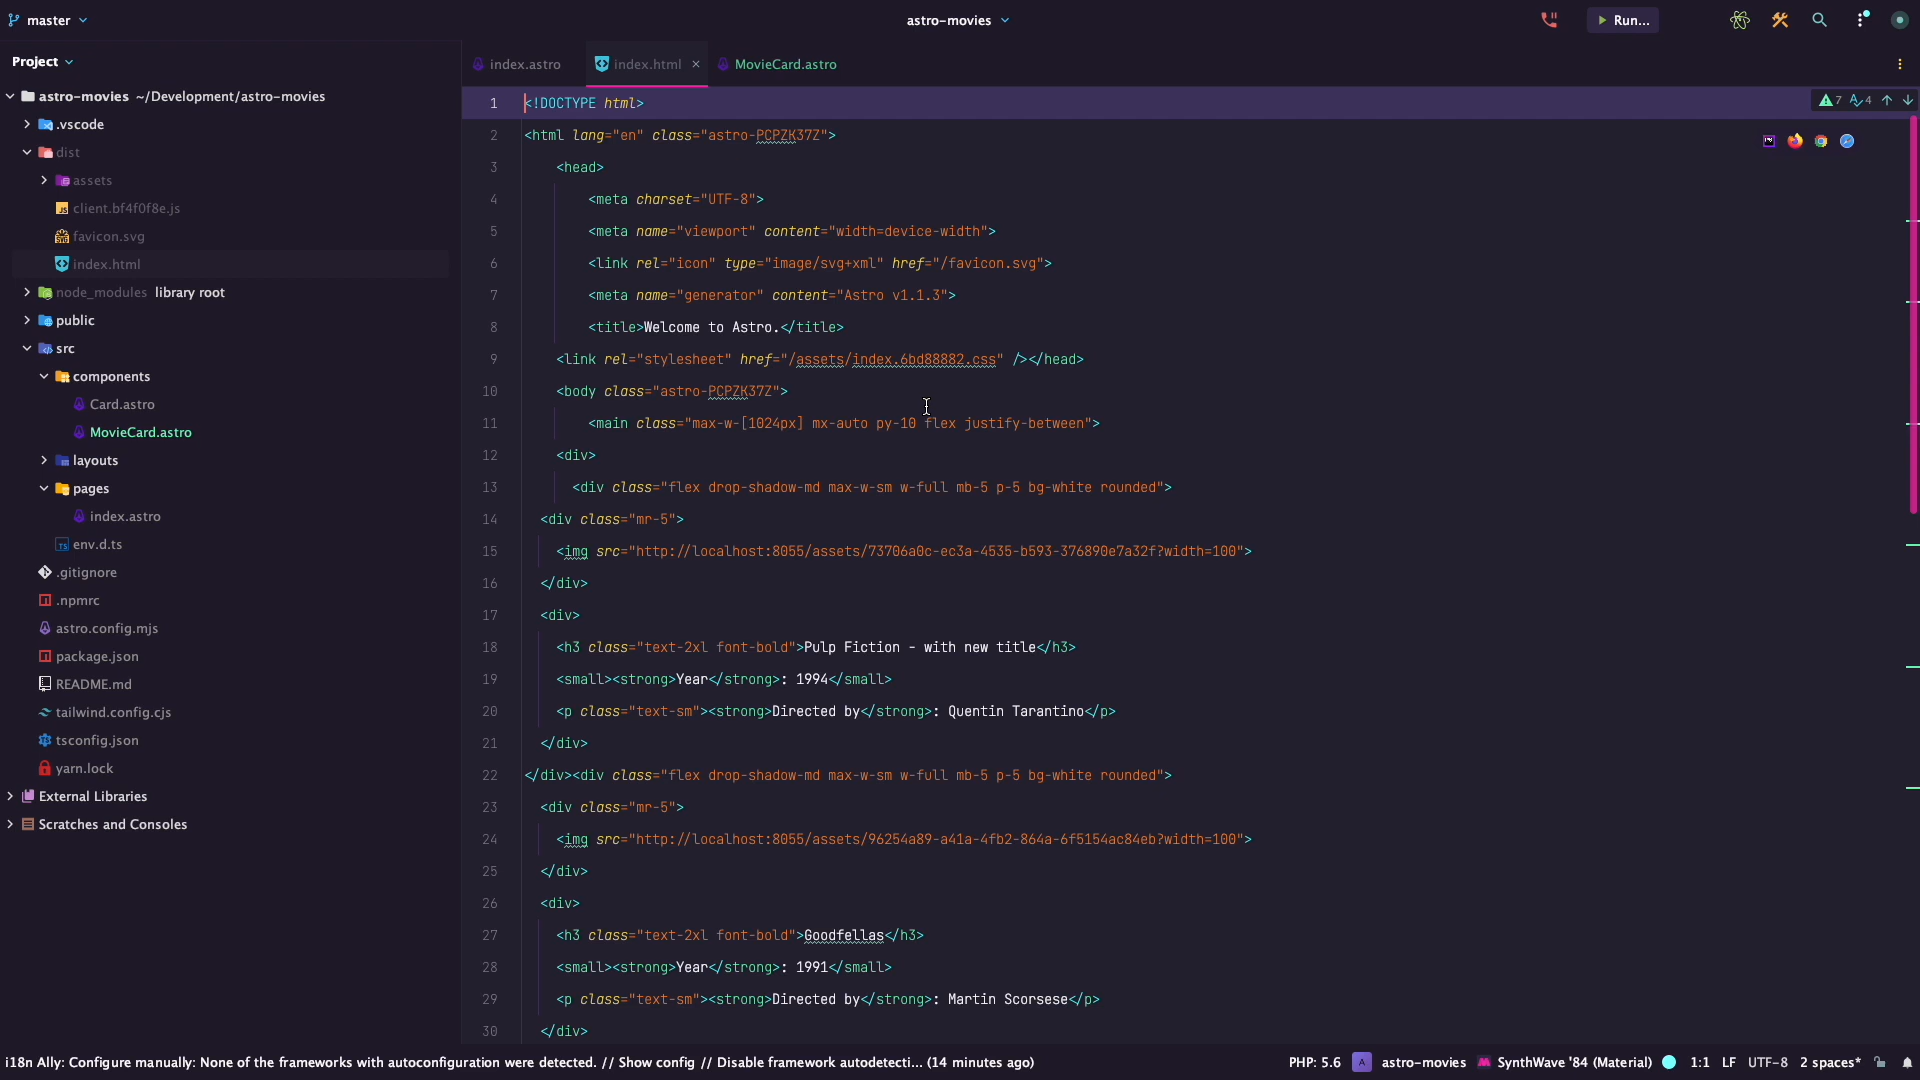 master
astro-movies
Run...
Project
index.astro
index.html
MovieCard.astro
astro-movies ~/Development/astro-movies
.vscode
dist
assets
client.bf4f0f8e.js
favicon.svg
index.html
node_modules library root
public
src
components
Card.astro
MovieCard.astro
layouts
pages
index.astro
env.d.ts
.gitignore
.npmrc
astro.config.mjs
package.json
README.md
tailwind.config.cjs
tsconfig.json
yarn.lock
External Libraries
Scratches and Consoles
7 4
1 <!DOCTYPE html>
2 <html lang="en" class="astro-PCPZK37Z">
3 <head>
4 <meta charset="UTF-8">
5 <meta name="viewport" content="width=device-width">
6 <link rel="icon" type="image/svg+xml" href="/favicon.svg">
7 <meta name="generator" content="Astro v1.1.3">
8 <title>Welcome to Astro.</title>
9 <link rel="stylesheet" href="/assets/index.6bd88882.css" /></head>
10 <body class="astro-PCPZK37Z">
11 <main class="max-w-[1024px] mx-auto py-10 flex justify-between">
12 <div>
13 <div class="flex drop-shadow-md max-w-sm w-full mb-5 p-5 bg-white rounded">
14 <div class="mr-5">
15 <img src="http://localhost:8055/assets/73706a0c-ec3a-4535-b593-376890e7a32f?width=100">
16 </div>
17 <div>
18 <h3 class="text-2xl font-bold">Pulp Fiction - with new title</h3>
19 <small><strong>Year</strong>: 1994</small>
20 <p class="text-sm"><strong>Directed by</strong>: Quentin Tarantino</p>
21 </div>
22 </div><div class="flex drop-shadow-md max-w-sm w-full mb-5 p-5 bg-white rounded">
23 <div class="mr-5">
24 <img src="http://localhost:8055/assets/96254a89-a41a-4fb2-864a-6f5154ac84eb?width=100">
25 </div>
26 <div>
27 <h3 class="text-2xl font-bold">Goodfellas</h3>
28 <small><strong>Year</strong>: 1991</small>
29 <p class="text-sm"><strong>Directed by</strong>: Martin Scorsese</p>
30 </div>
i18n Ally: Configure manually: None of the frameworks with autoconfiguration were detected. // Show config // Disable framework autodetecti... (14 minutes ago)
PHP: 5.6 A astro-movies SynthWave '84 (Material) 1:1 LF UTF-8 2 spaces*